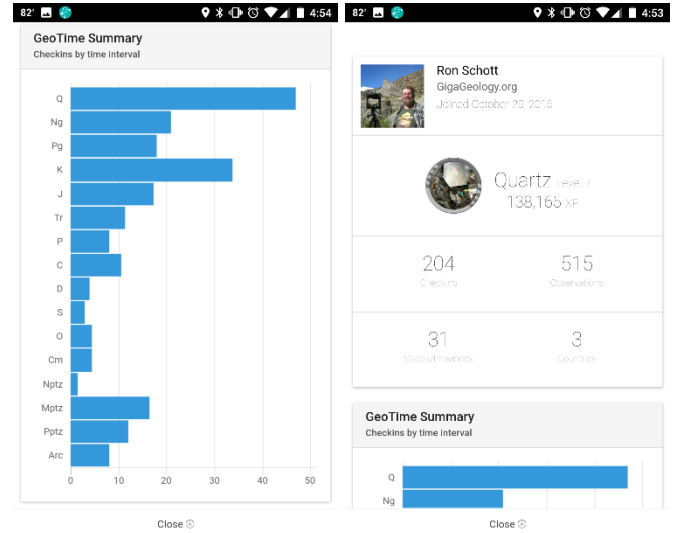 82°
4:54
GeoTime Summary
Checkins by time interval
Q
Ng
Pg
K
J
Tr
P
C
D
S
O
Cm
Nptz
Mptz
Pptz
Arc
0 10 20 30 40 50
Close
82°
4:53
Ron Schott
GigaGeology.org
Joined October 20, 2016
Quartz Level 7
138,165 XP
204 515
Checkins Observations
31 3
States/Provinces Countries
GeoTime Summary
Checkins by time interval
Q
Ng
Close